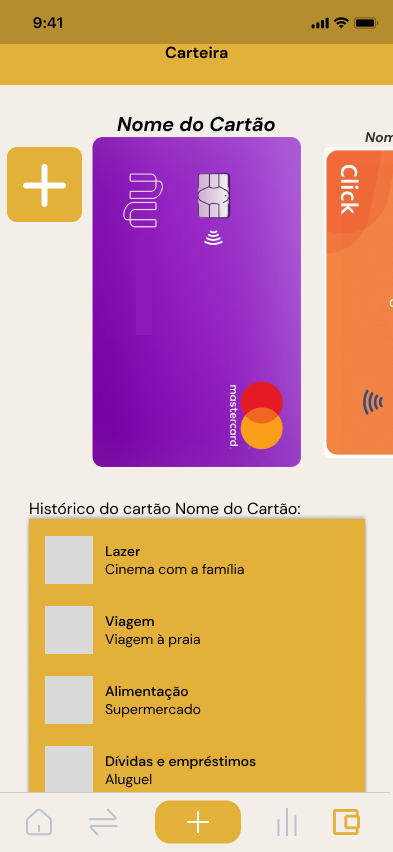 9:41
Carteira
Nome do Cartão
Nom
Click
mastercard.
Histórico do cartão Nome do Cartão:
Lazer
Cinema com a família
Viagem
Viagem à praia
Alimentação
Supermercado
Dívidas e empréstimos
Aluguel